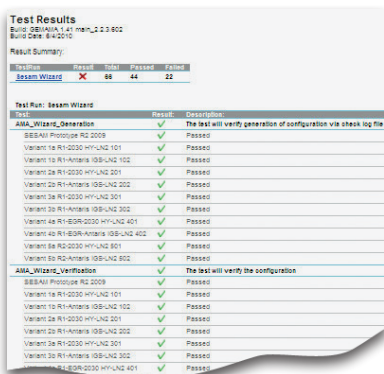 Test Results
Build: GEMAMA 1.41 main_2.2.3.602
Build Date: 6/4/2010
Result Summary:
TestRun Result Total Passed Failed
Sesam Wizard 66 44 22
Test Run: Sesam Wizard
Test: Result: Description:
AMA_Wizard_Generation The test will verify generation of configuration via check log file
SESAM Prototype R2 2009 Passed
Variant 1a R1-2030 HY-LN2 101 Passed
Variant 1b R1-Antaris IGS-LN2 102 Passed
Variant 2a R1-2030 HY-LN2 201 Passed
Variant 2b R1-Antaris IGS-LN2 202 Passed
Variant 3a R1-2030 HY-LN2 301 Passed
Variant 3b R1-Antaris IGS-LN2 302 Passed
Variant 4a R1-EGR-2030 HY-LN2 401 Passed
Variant 4b R1-EGR-Antaris IGS-LN2 402 Passed
Variant 5a R2-2030 HY-LN2 501 Passed
Variant 5b R2-Antaris IGS-LN2 502 Passed
AMA_Wizard_Verification The test will verify the configuration
SESAM Prototype R2 2009 Passed
Variant 1a R1-2030 HY-LN2 101 Passed
Variant 1b R1-Antaris IGS-LN2 102 Passed
Variant 2a R1-2030 HY-LN2 201 Passed
Variant 2b R1-Antaris IGS-LN2 202 Passed
Variant 3a R1-2030 HY-LN2 301 Passed
Variant 3b R1-Antaris IGS-LN2 302 Passed
R1-EGR-2030 HY-LN2 401 Passed